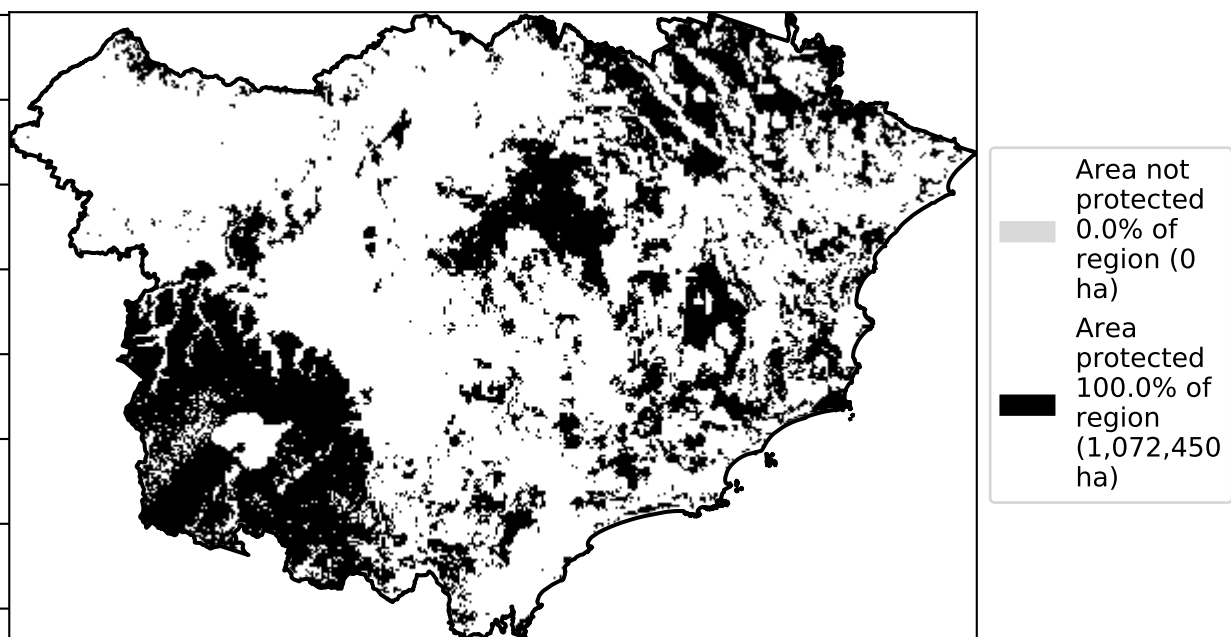 Area not
protected
0.0% of
region (0
ha)
Area
protected
100.0% of
region
(1,072,450
ha)